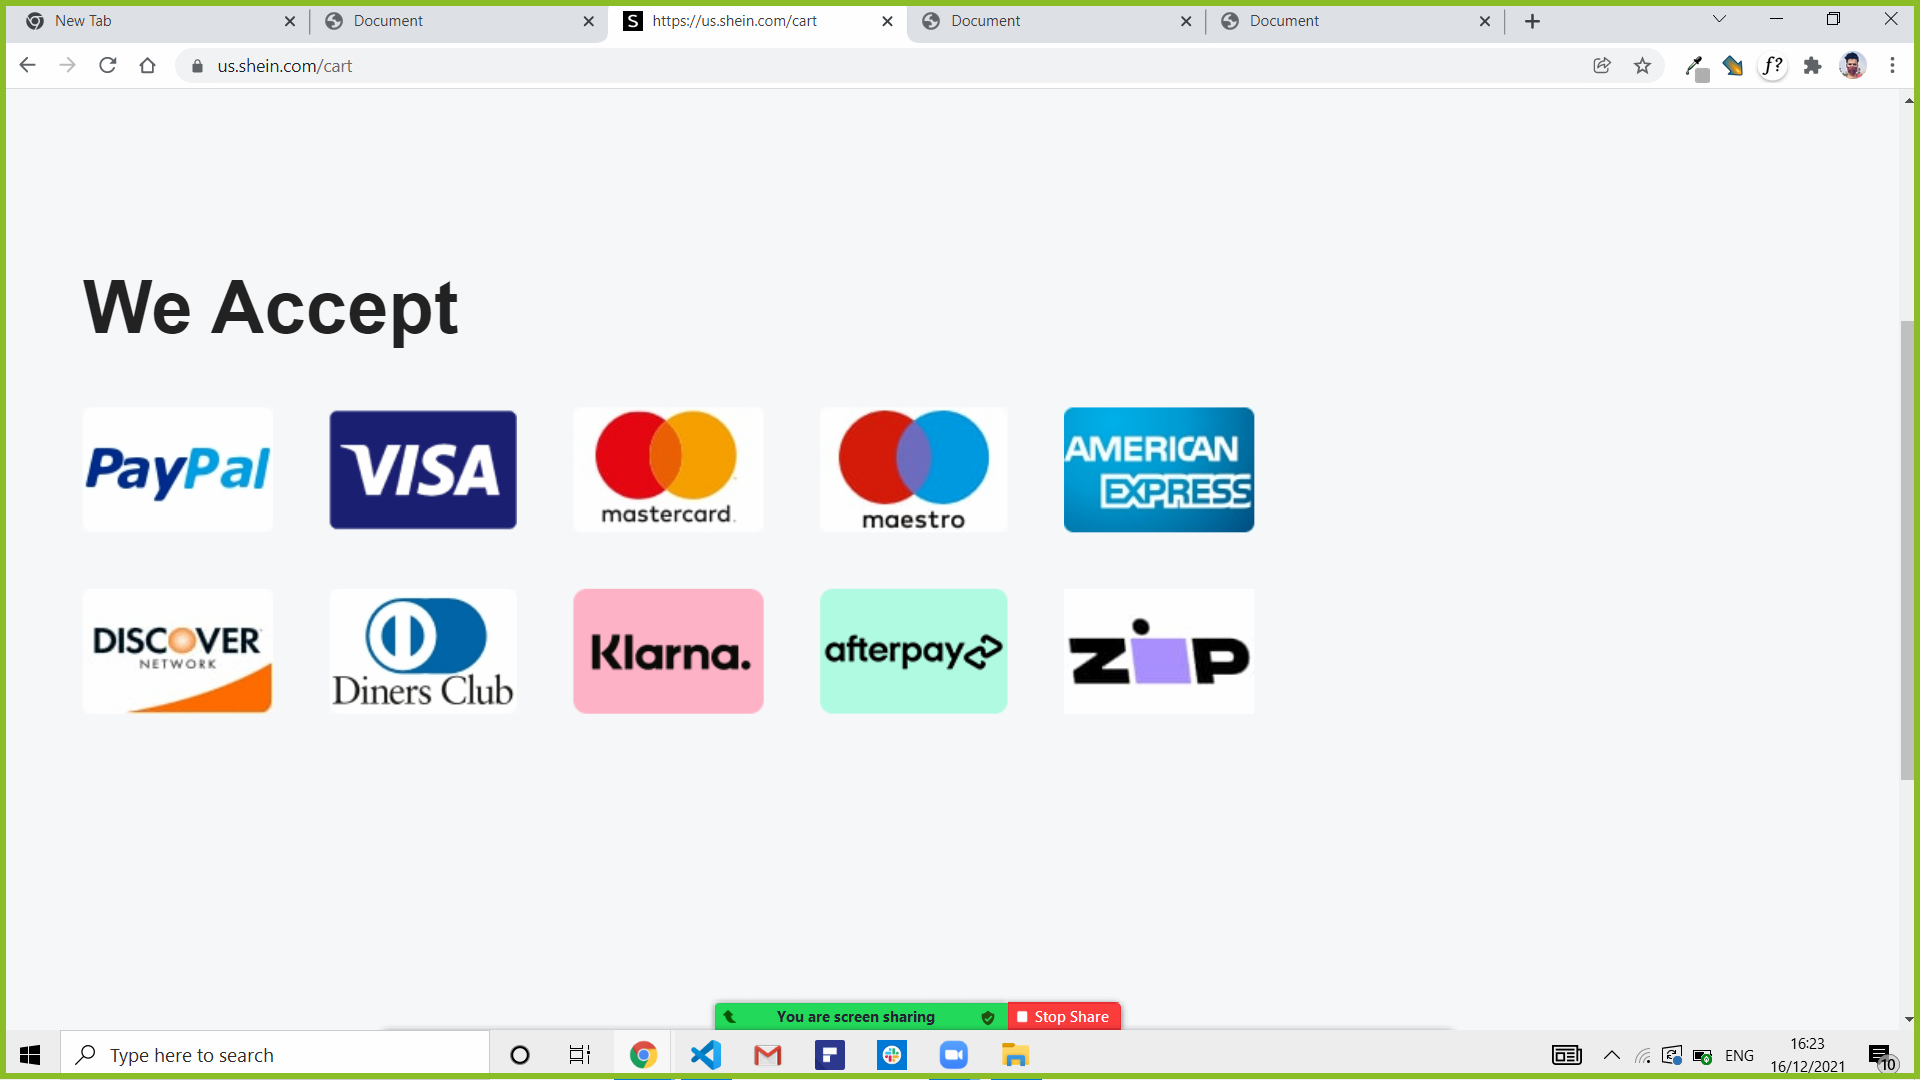 New Tab
Document
https://us.shein.com/cart
Document
Document
us.shein.com/cart
f?
We Accept
PayPal
VISA
mastercard.
maestro
AMERICAN
EXPRESS
DISCOVER
NETWORK
Diners Club
Klarna.
afterpay
zip
You are screen sharing
Stop Share
Type here to search
ENG
16:23
16/12/2021
10